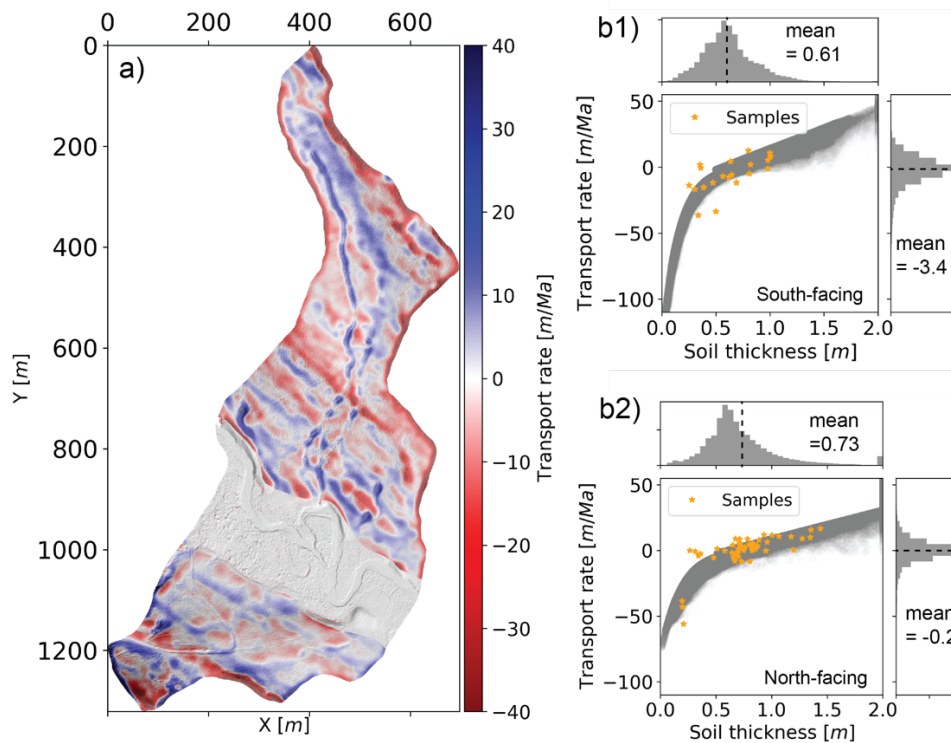 0 200 400 600
a)
0
200
400
600
800
1000
1200
Y [m]
X [m]
40
30
20
10
0
−10
−20
−30
−40
Transport rate [m/Ma]
b1)
mean
= 0.61
Samples
50
0
−50
−100
Transport rate [m/Ma]
South-facing
0.0 0.5 1.0 1.5 2.0
Soil thickness [m]
mean
= -3.4
b2)
mean
=0.73
Samples
50
0
−50
−100
Transport rate [m/Ma]
North-facing
0.0 0.5 1.0 1.5 2.0
Soil thickness [m]
mean
= -0.2